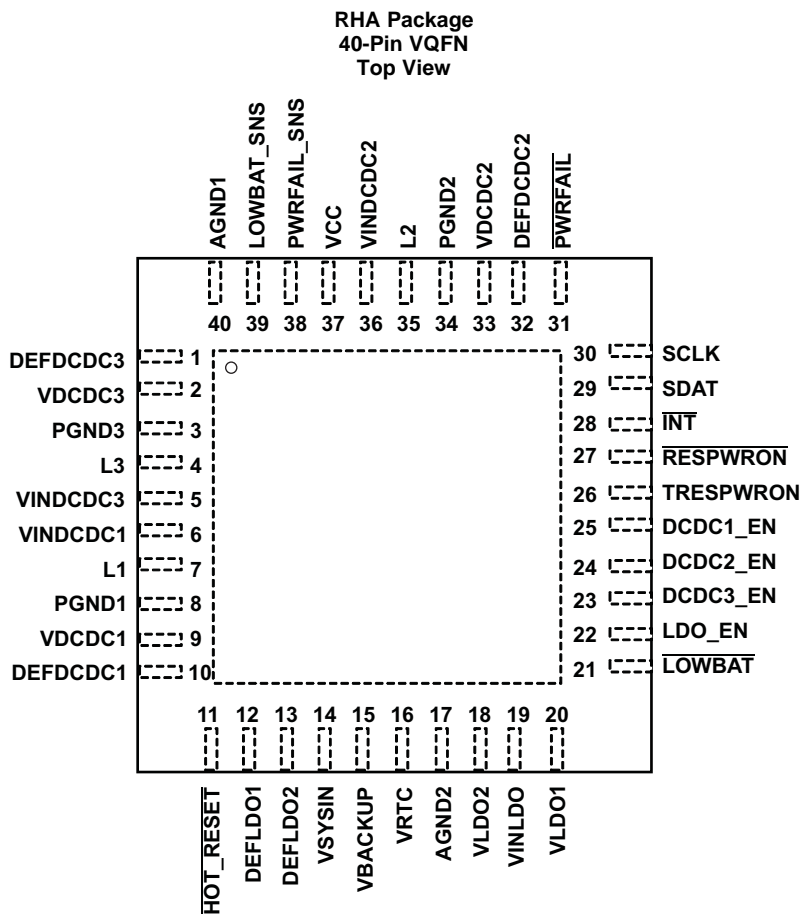 RHA Package
40-Pin VQFN
Top View
AGND1
LOWBAT_SNS
PWRFAIL_SNS
VCC
VINDCDC2
L2
PGND2
VDCDC2
DEFDCDC2
PWRFAIL
40 39 38 37 36 35 34 33 32 31
DEFDCDC3 1
VDCDC3 2
PGND3 3
L3 4
VINDCDC3 5
VINDCDC1 6
L1 7
PGND1 8
VDCDC1 9
DEFDCDC1 10
30 SCLK
29 SDAT
28 INT
27 RESPWRON
26 TRESPWRON
25 DCDC1_EN
24 DCDC2_EN
23 DCDC3_EN
22 LDO_EN
21 LOWBAT
11 12 13 14 15 16 17 18 19 20
HOT_RESET
DEFLDO1
DEFLDO2
VSYSIN
VBACKUP
VRTC
AGND2
VLDO2
VINLDO
VLDO1